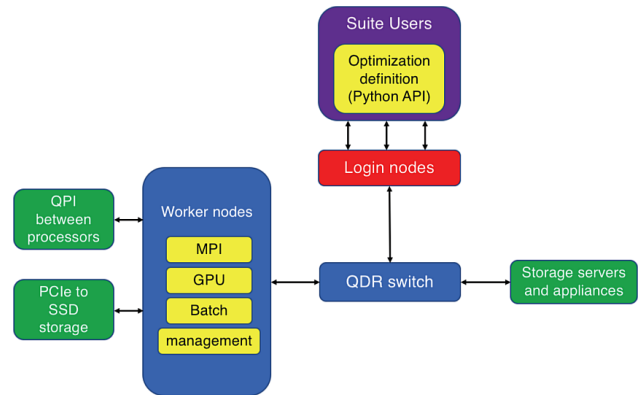 Suite Users
Optimization
definition
(Python API)
Login nodes
QPI
between
processors
Worker nodes
MPI
GPU
Batch
management
PCIe to
SSD
storage
QDR switch
Storage servers
and appliances